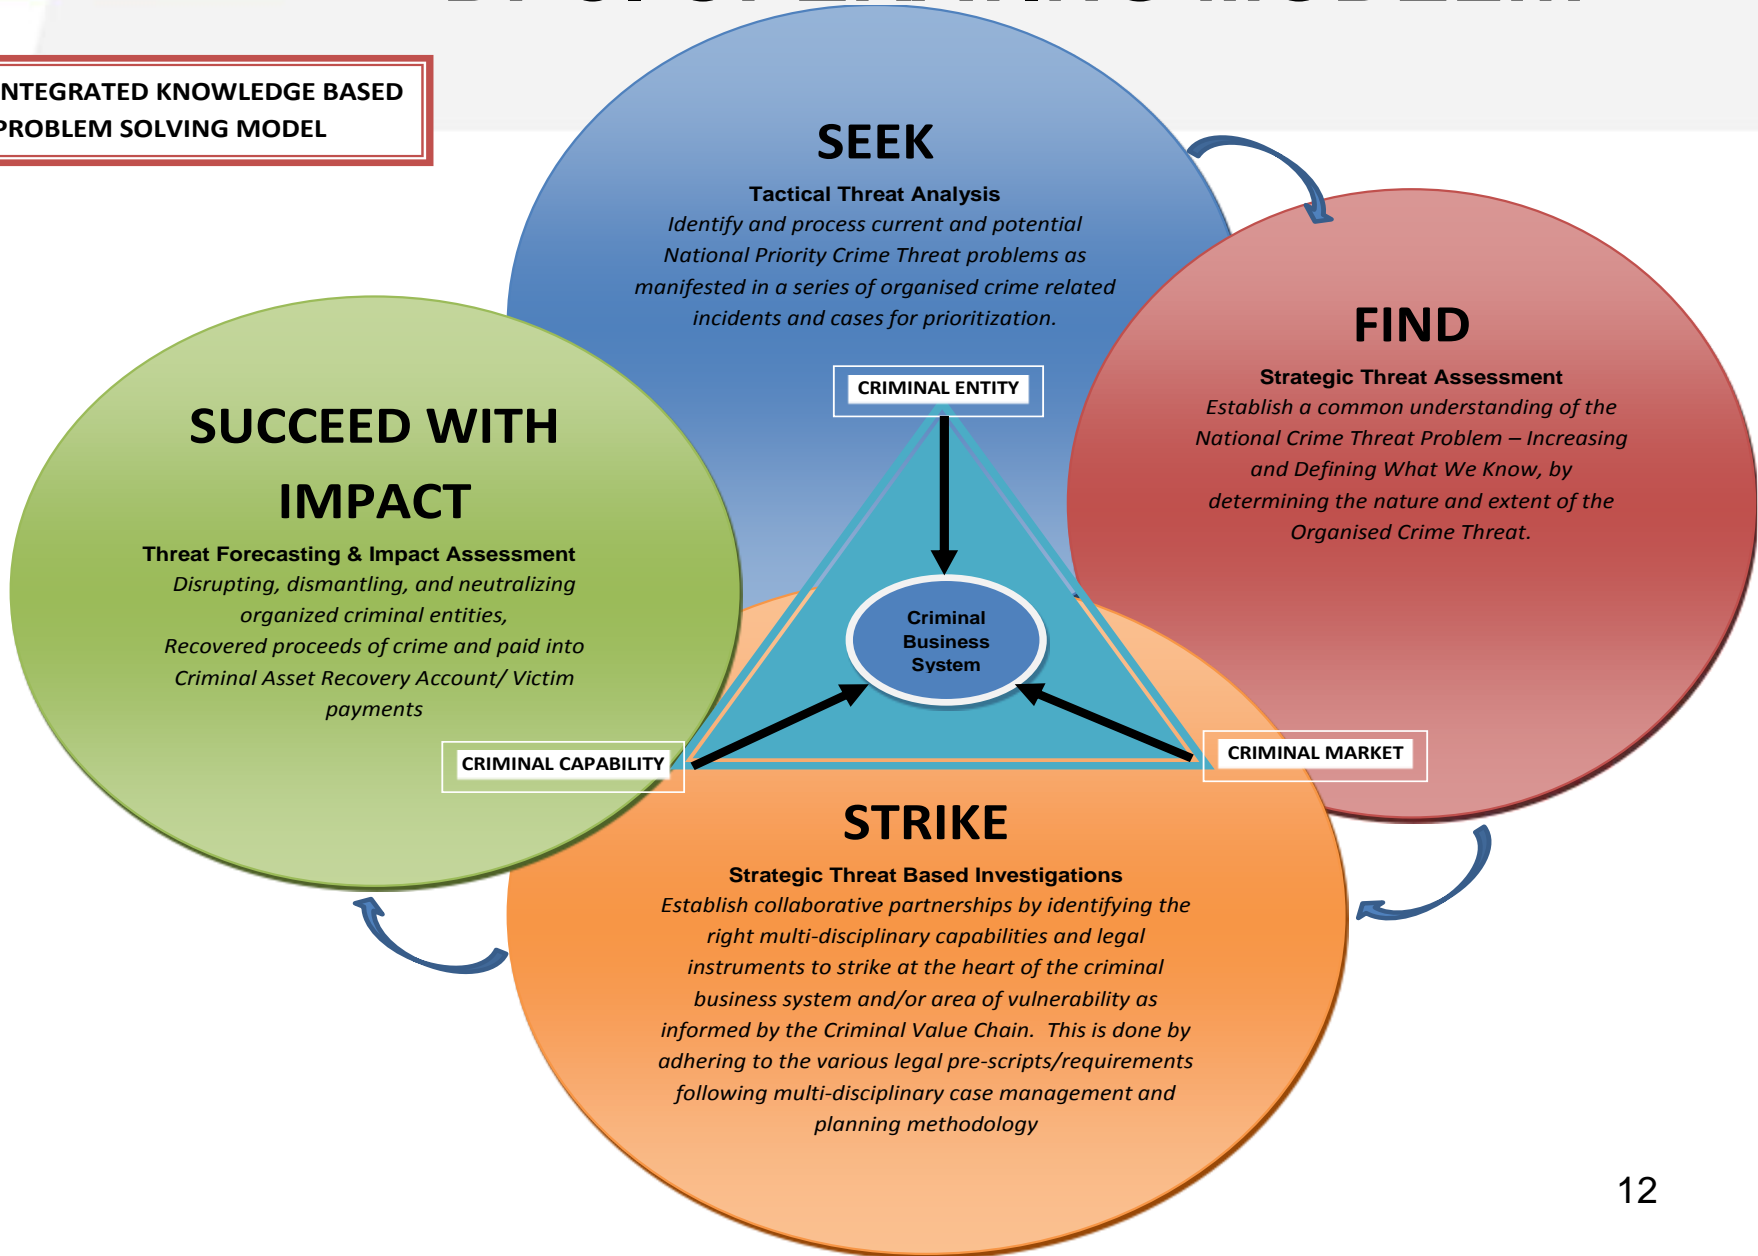 OPERATING MODEL
INTEGRATED KNOWLEDGE BASED
PROBLEM SOLVING MODEL
SEEK
Tactical Threat Analysis
Identify and process current and potential
National Priority Crime Threat problems as
manifested in a series of organised crime related
incidents and cases for prioritization.
FIND
Strategic Threat Assessment
Establish a common understanding of the
National Crime Threat Problem – Increasing
and Defining What We Know, by
determining the nature and extent of the
Organised Crime Threat.
CRIMINAL ENTITY
SUCCEED WITH
IMPACT
Threat Forecasting & Impact Assessment
Disrupting, dismantling, and neutralizing
organized criminal entities,
Recovered proceeds of crime and paid into
Criminal Asset Recovery Account/ Victim
payments
Criminal
Business
System
CRIMINAL CAPABILITY
CRIMINAL MARKET
STRIKE
Strategic Threat Based Investigations
Establish collaborative partnerships by identifying the
right multi-disciplinary capabilities and legal
instruments to strike at the heart of the criminal
business system and/or area of vulnerability as
informed by the Criminal Value Chain.  This is done by
adhering to the various legal pre-scripts/requirements
following multi-disciplinary case management and
planning methodology
12